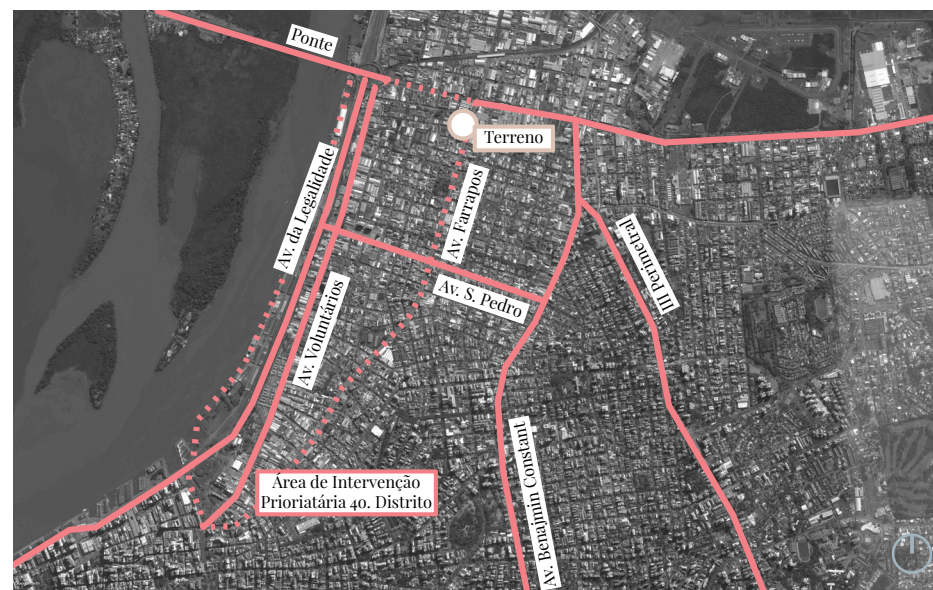 Ponte
Terreno
Av. da Legalidade
Av. Farrapos
III Perimetral
Av. S. Pedro
Av. Voluntários
Av. Benajmin Constant
Área de Intervenção
Prioriatária 4o. Distrito